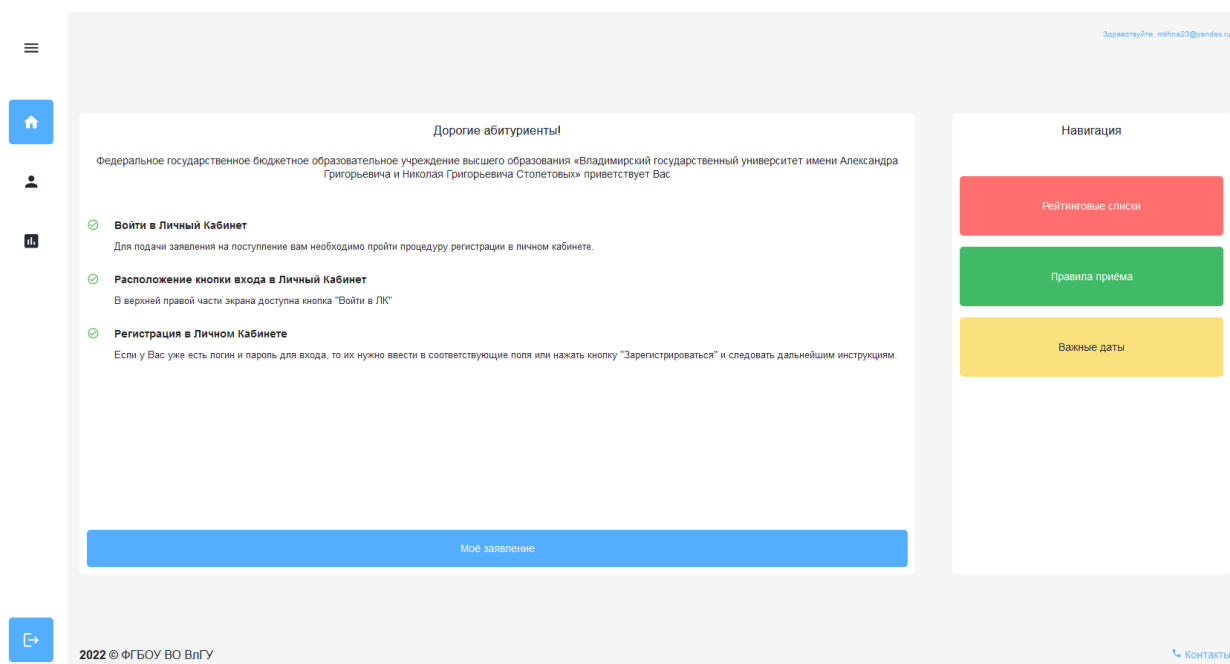 Здравствуйте, mkhna23@yandex.ru
Дорогие абитуриенты!
Федеральное государственное бюджетное образовательное учреждение высшего образования «Владимирский государственный университет имени Александра
Григорьевича и Николая Григорьевича Столетовых» приветствует Вас
Войти в Личный Кабинет
Для подачи заявления на поступление вам необходимо пройти процедуру регистрации в личном кабинете.
Расположение кнопки входа в Личный Кабинет
В верхней правой части экрана доступна кнопка "Войти в ЛК"
Регистрация в Личном Кабинете
Если у Вас уже есть логин и пароль для входа, то их нужно ввести в соответствующие поля или нажать кнопку "Зарегистрироваться" и следовать дальнейшим инструкциям.
Моё заявление
Навигация
Рейтинговые списки
Правила приёма
Важные даты
2022 © ФГБОУ ВО ВлГУ
Контакты